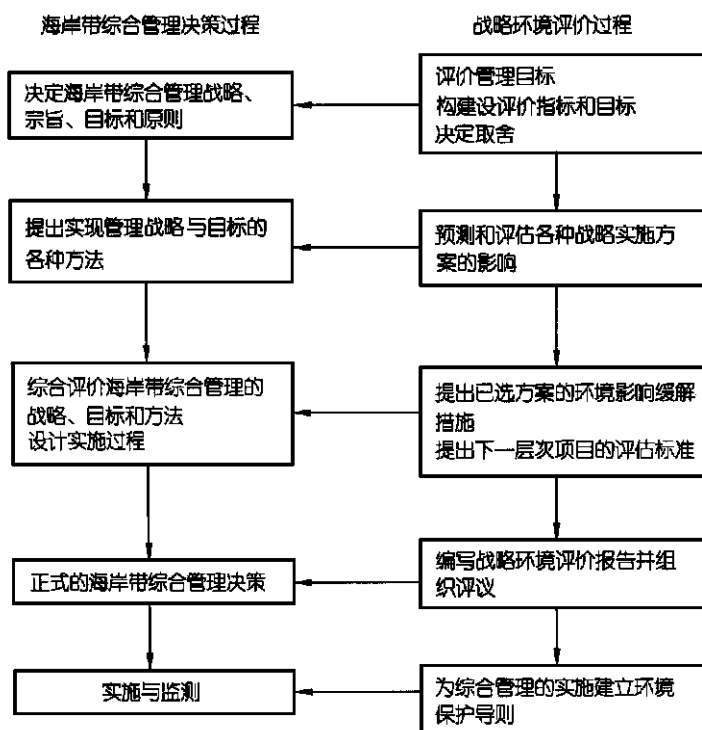 海岸带综合管理决策过程
战略环境评价过程
决定海岸带综合管理战略、
宗旨、目标和原则
评价管理目标
构建设评价指标和目标
决定取舍
提出实现管理战略与目标的
各种方法
预测和评估各种战略实施方
案的影响
综合评价海岸带综合管理的
战略、目标和方法
设计实施过程
提出已选方案的环境影响缓解
措施
提出下一层次项目的评估标准
正式的海岸带综合管理决策
编写战略环境评价报告并组
织评议
实施与监测
为综合管理的实施建立环境
保护导则